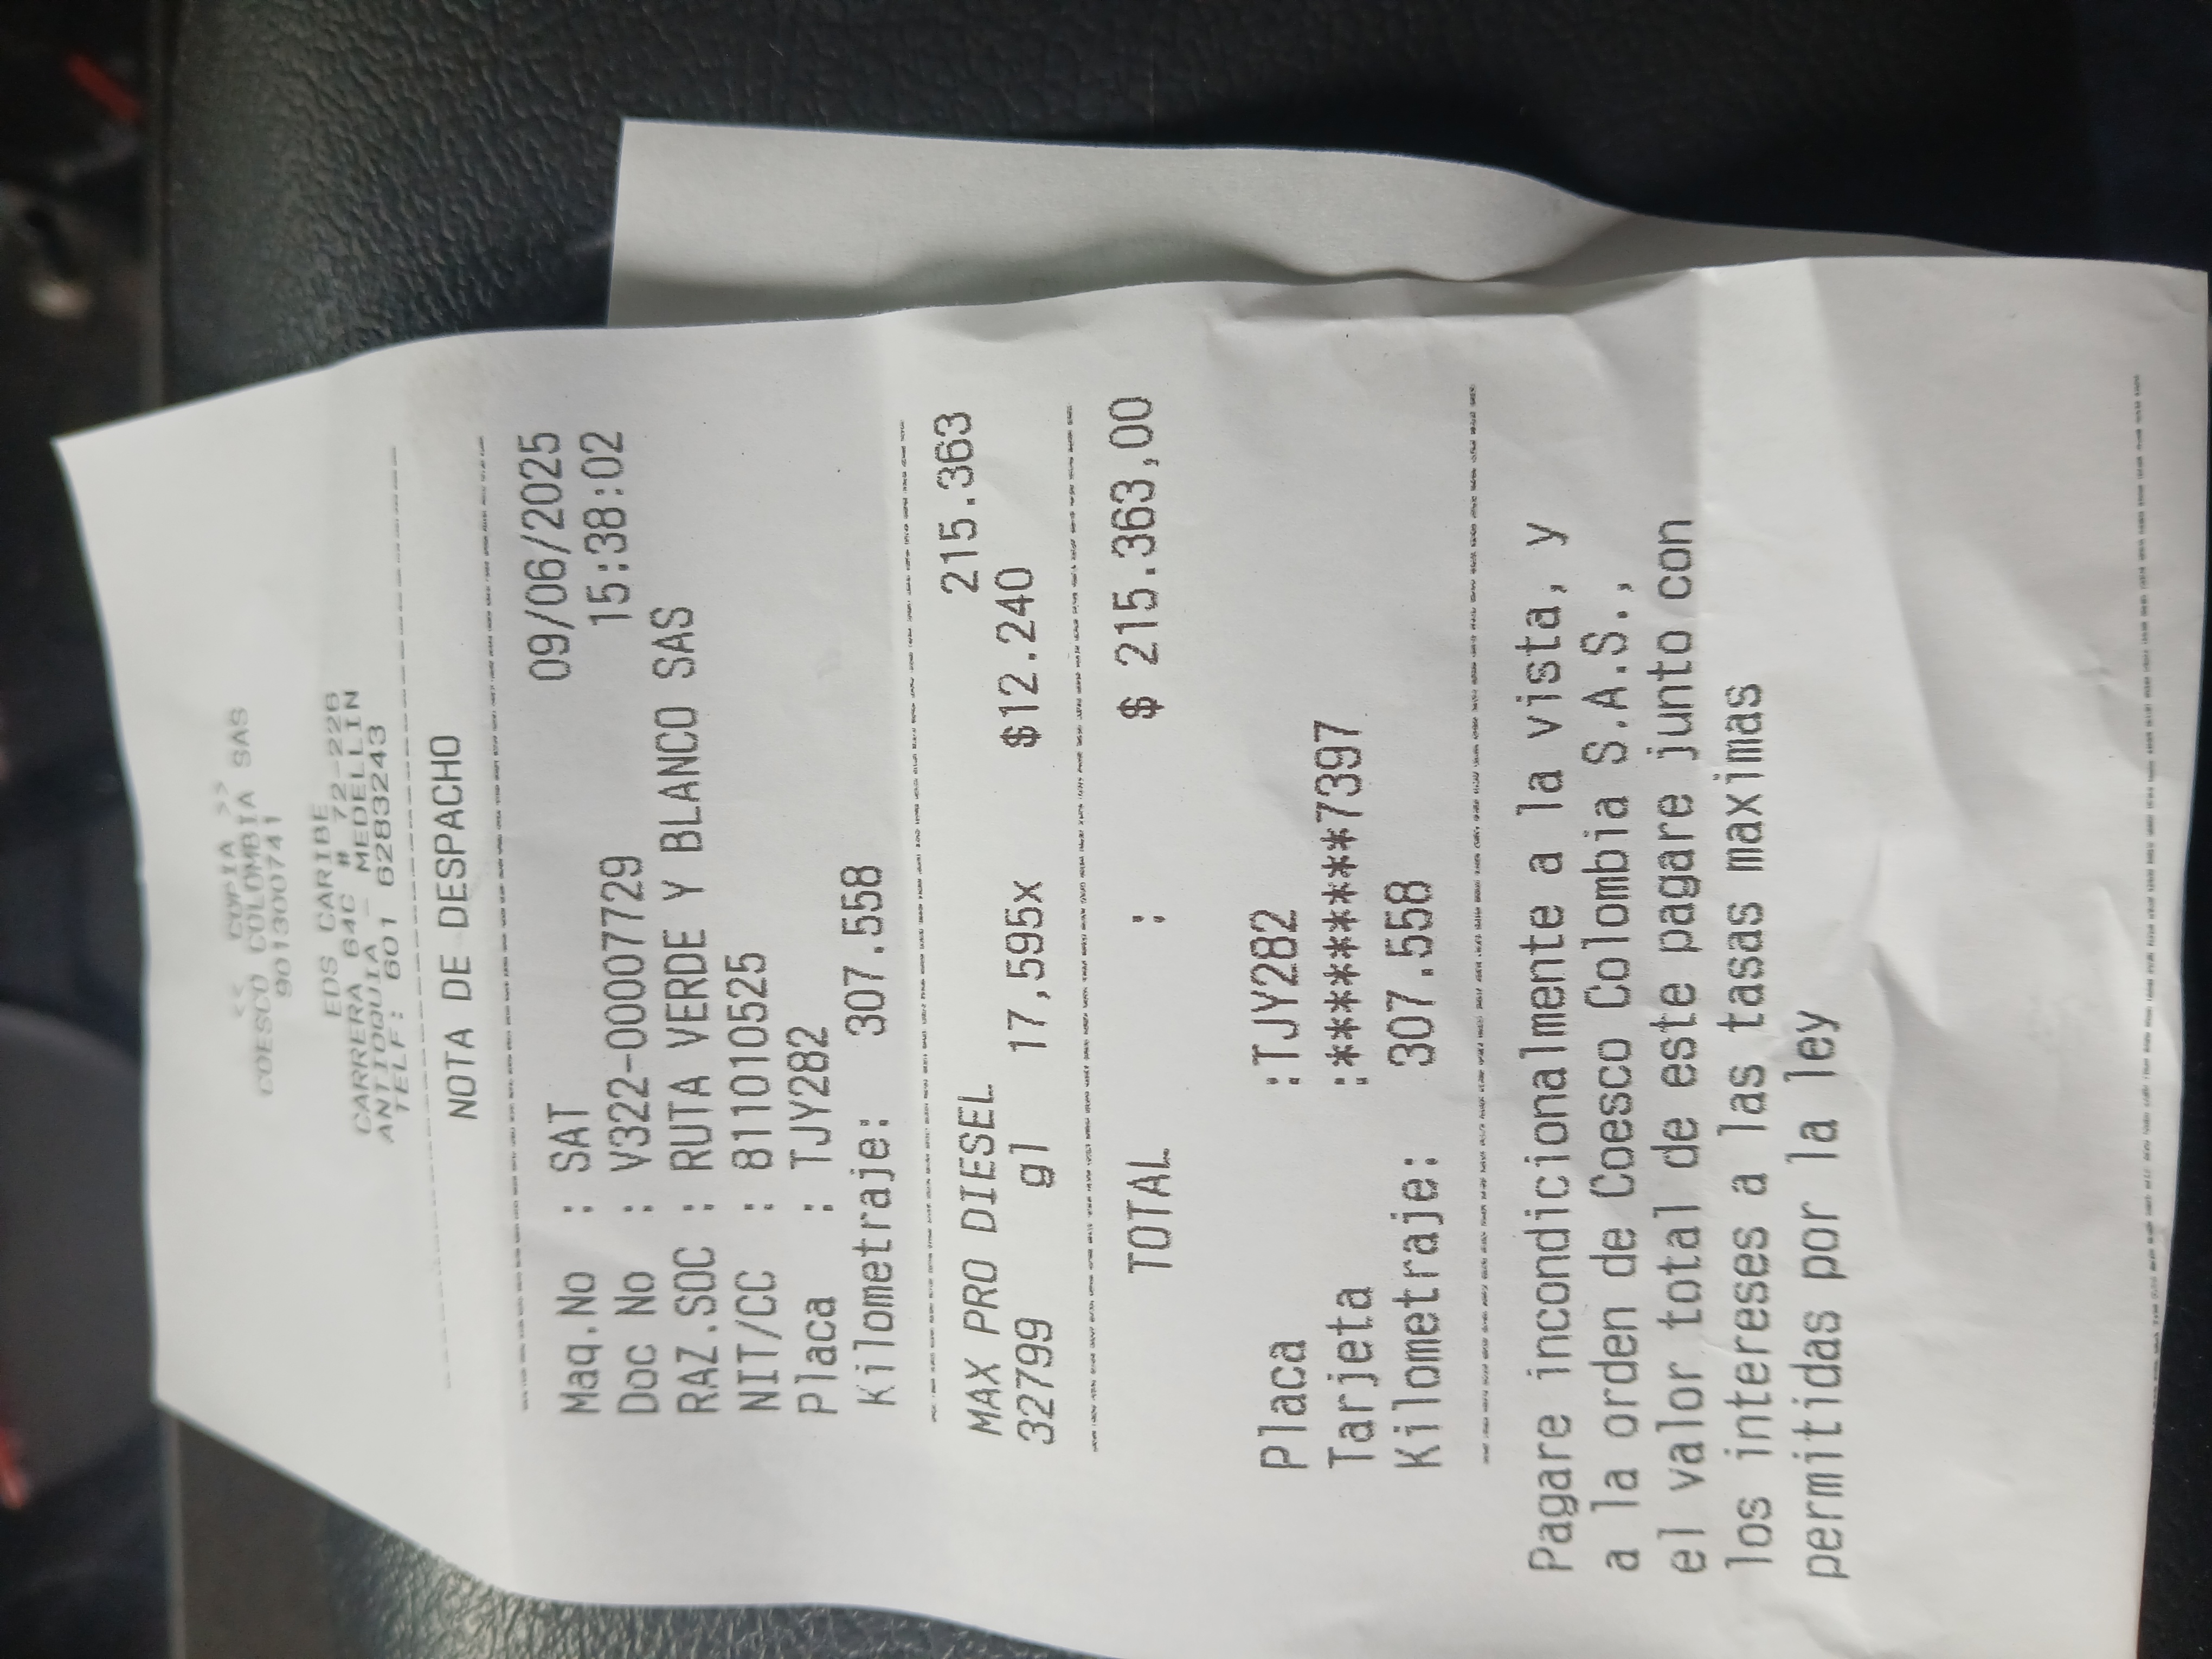 << COPIA >>
COESCO COLOMBIA SAS
9013000741
EDS CARIBE
CARRERA 64C # 72-226
ANTIOQUIA - MEDELLIN
TELF: 601 6283243
NOTA DE DESPACHO
09/06/2025
Maq.No : SAT 15:38:02
Doc No : V322-00007729
RAZ.SOC : RUTA VERDE Y BLANCO SAS
NIT/CC : 811010525
Placa : TJY282
Kilometraje: 307.558
MAX PRO DIESEL 215.363
32799 gl 17,595x $12.240
TOTAL : $ 215.363,00
Placa :TJY282
Tarjeta :*********7397
Kilometraje: 307.558
Pagare incondicionalmente a la vista, y
a la orden de Coesco Colombia S.A.S.,
el valor total de este pagare junto con
los intereses a las tasas maximas
permitidas por la ley